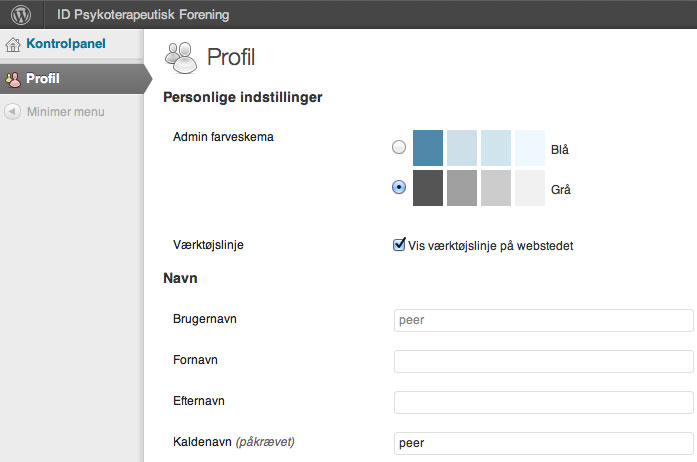 ID Psykoterapeutisk Forening
Kontrolpanel
Profil
Minimer menu
Profil
Personlige indstillinger
Admin farveskema
Blå
Grå
Værktøjslinje
Vis værktøjslinje på webstedet
Navn
Brugernavn
peer
Fornavn
Efternavn
Kaldenavn (påkrævet)
peer